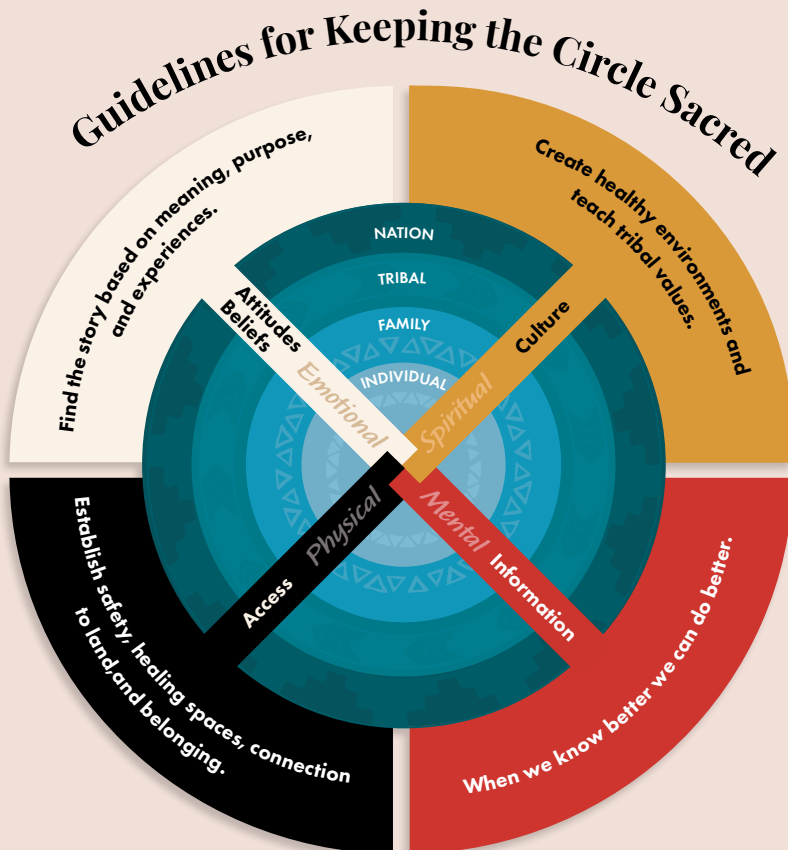 Guidelines for Keeping the Circle Sacred
Find the story based on meaning, purpose,
and experiences.
Create healthy environments and
teach tribal values.
NATION
TRIBAL
FAMILY
INDIVIDUAL
Attitudes
Beliefs
Emotional
Culture
Spiritual
Physical
Access
Mental
Information
Establish safety, healing spaces, connection
to land,and belonging.
When we know better we can do better.